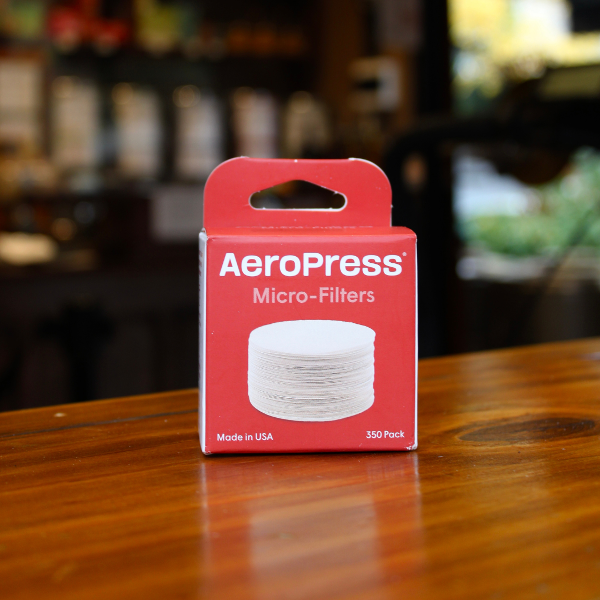 AeroPress®
Micro-Filters
Made in USA
350 Pack